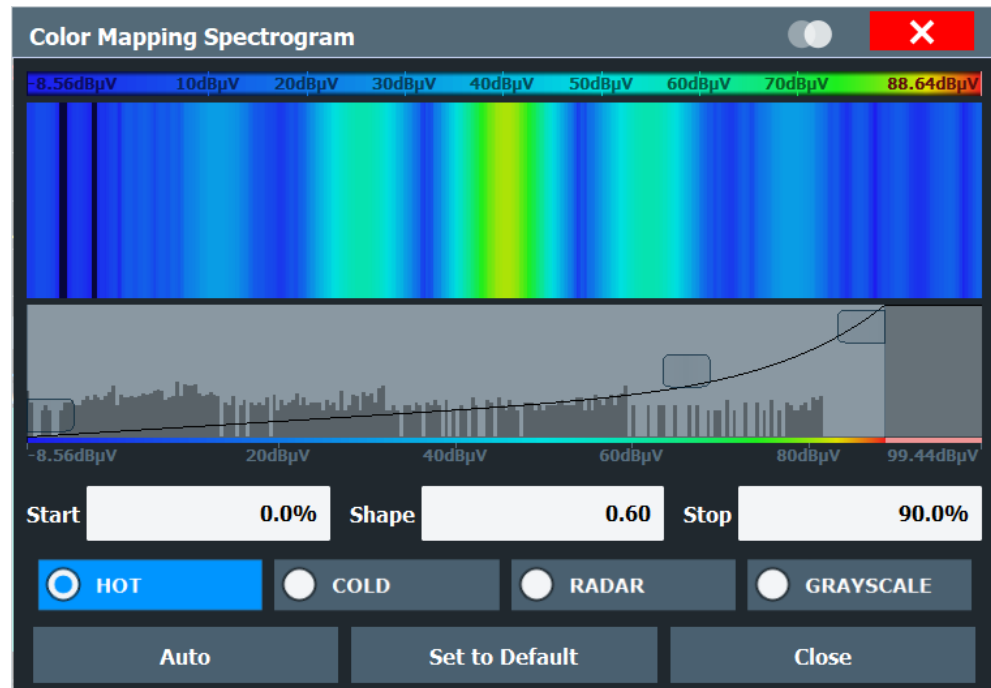 Color Mapping Spectrogram
-8.56dBµV 10dBµV 20dBµV 30dBµV 40dBµV 50dBµV 60dBµV 70dBµV 88.64dBµV
-8.56dBµV 20dBµV 40dBµV 60dBµV 80dBµV 99.44dBµV
Start 0.0% Shape 0.60 Stop 90.0%
HOT COLD RADAR GRAYSCALE
Auto Set to Default Close